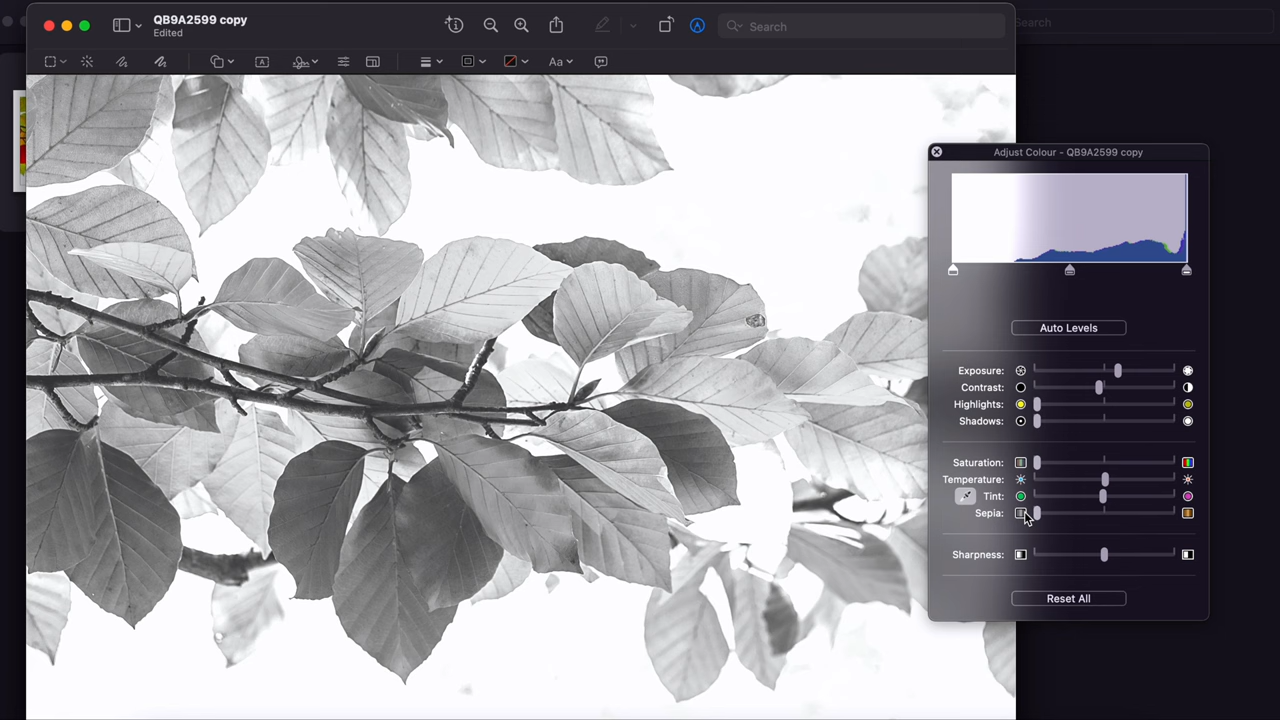 QB9A2599 copy
Edited
Search
Search
Aa
Adjust Colour - QB9A2599 copy
Auto Levels
Exposure:
Contrast:
Highlights:
Shadows:
Saturation:
Temperature:
Tint:
Sepia:
Sharpness:
Reset All